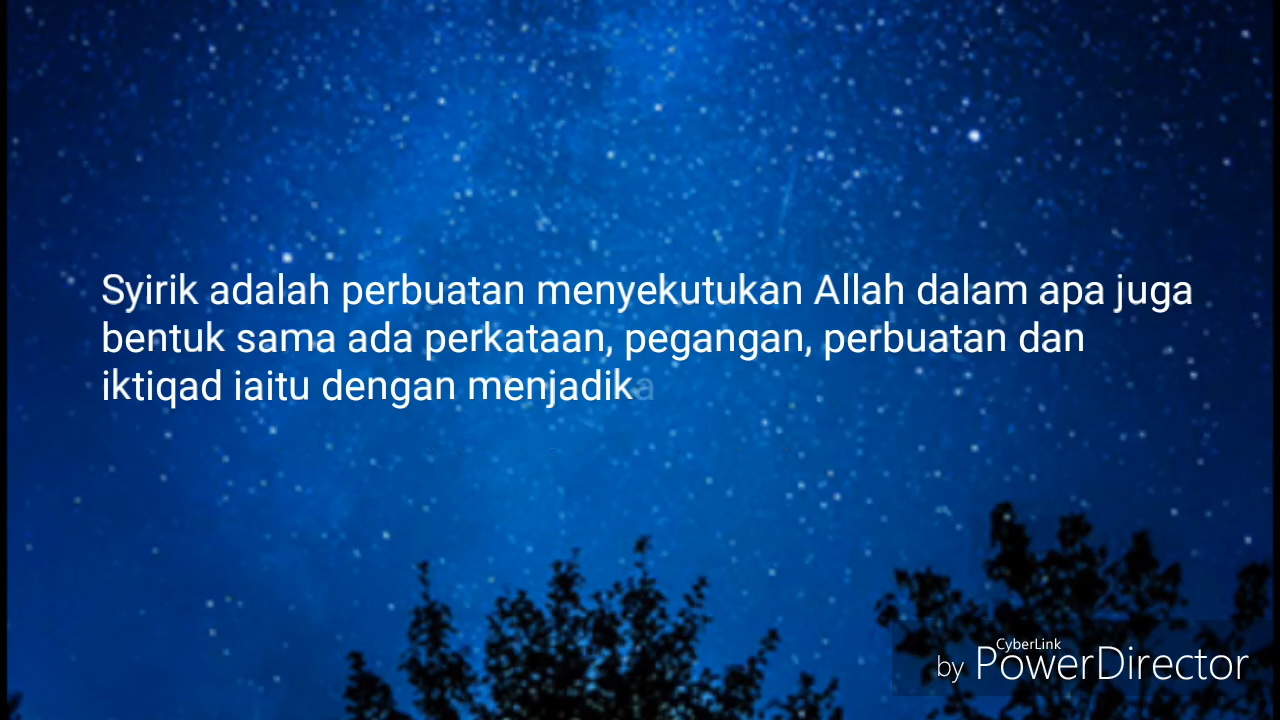 Syirik adalah perbuatan menyekutukan Allah dalam apa juga
bentuk sama ada perkataan, pegangan, perbuatan dan
iktiqad iaitu dengan menjadika
CyberLink
by PowerDirector